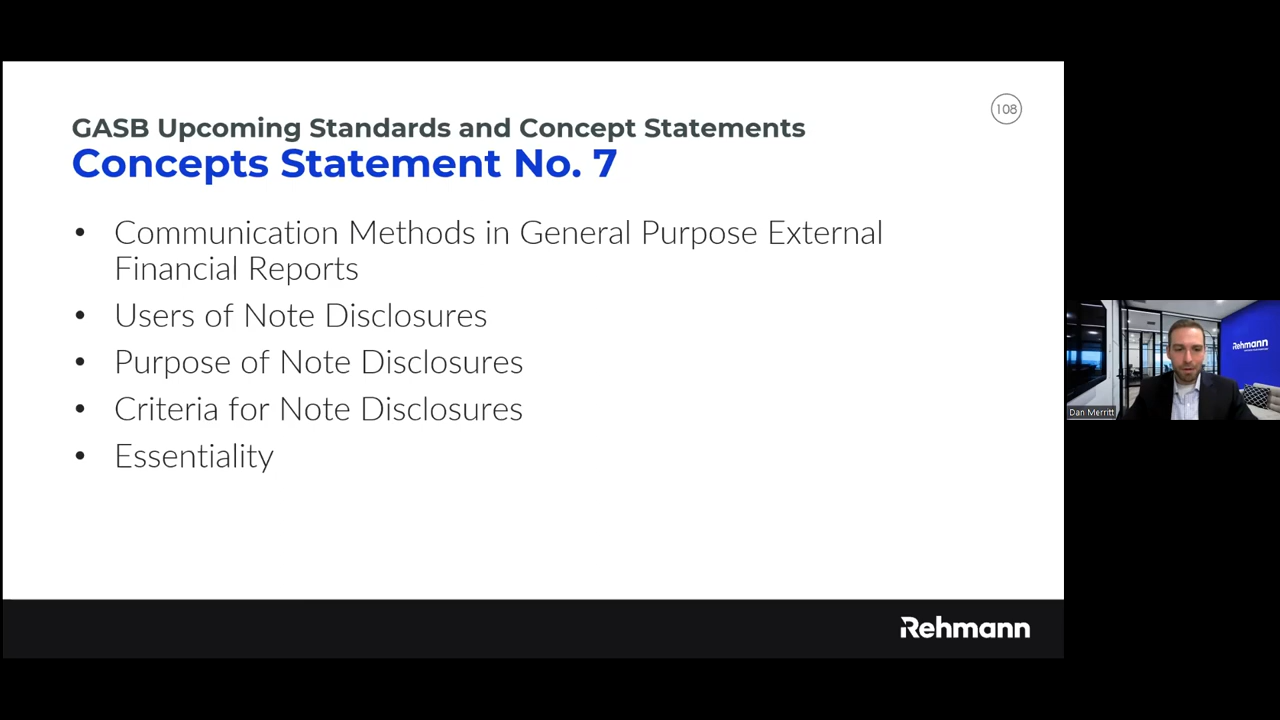 108
GASB Upcoming Standards and Concept Statements
Concepts Statement No. 7
• Communication Methods in General Purpose External
Financial Reports
• Users of Note Disclosures
• Purpose of Note Disclosures
• Criteria for Note Disclosures
• Essentiality
Rehmann
Dan Merritt
Rehmann